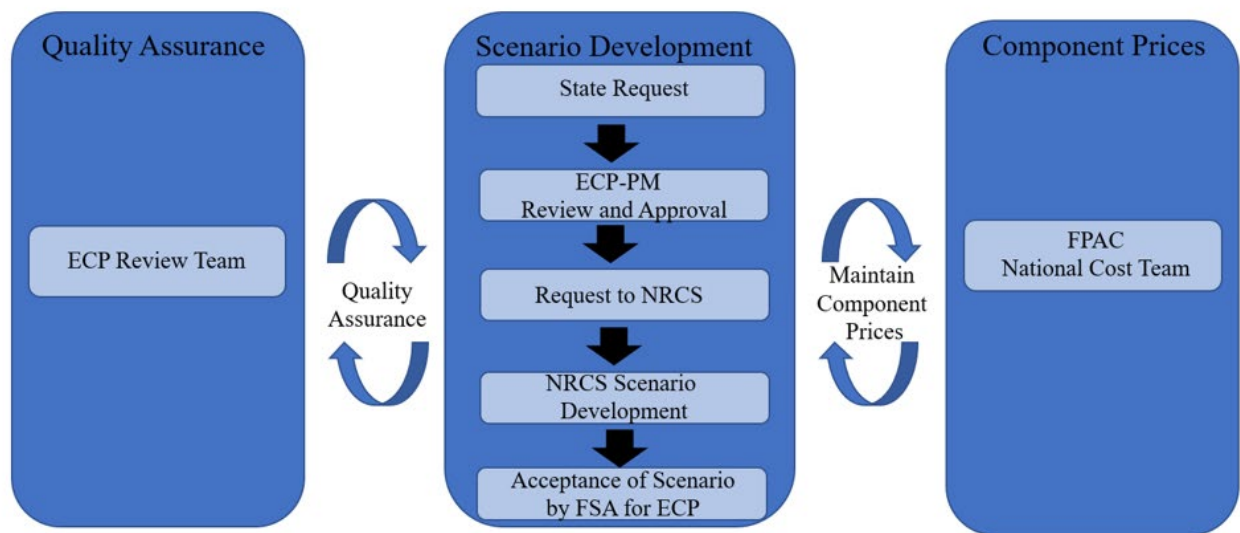 Quality Assurance
ECP Review Team
Quality
Assurance
Scenario Development
State Request
ECP-PM
Review and Approval
Request to NRCS
NRCS Scenario
Development
Acceptance of Scenario
by FSA for ECP
Maintain
Component
Prices
Component Prices
FPAC
National Cost Team